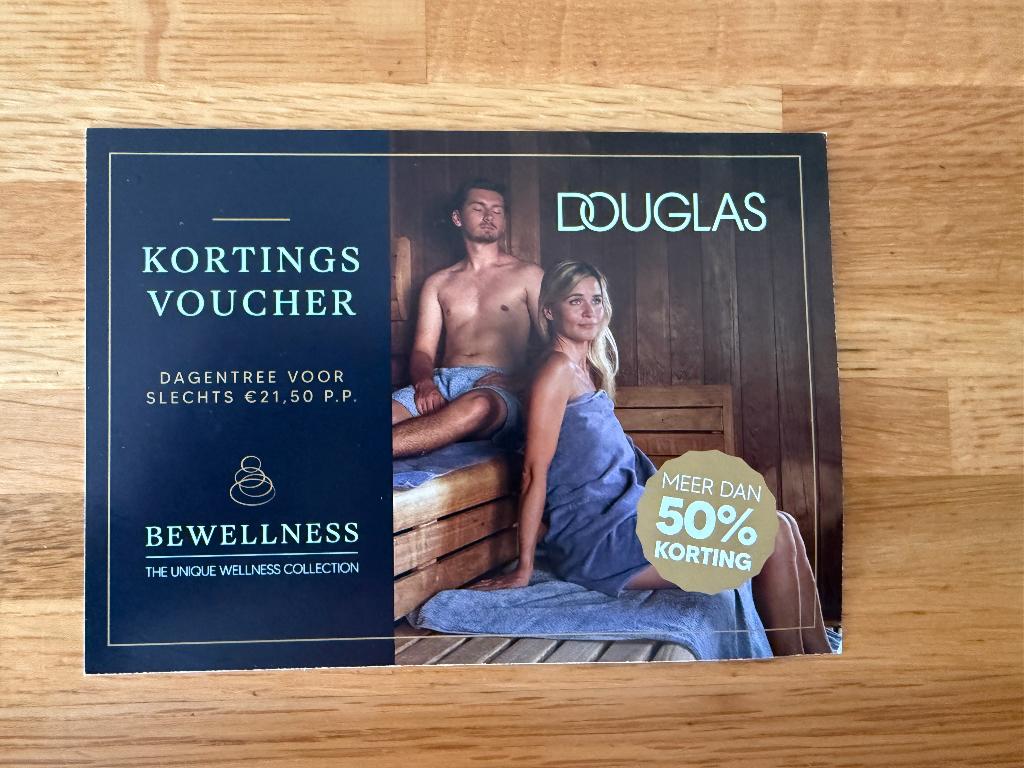 KORTINGS
VOUCHER
DAGENTREE VOOR
SLECHTS €21,50 P.P.
BEWELLNESS
THE UNIQUE WELLNESS COLLECTION
DOUGLAS
MEER DAN
50%
KORTING